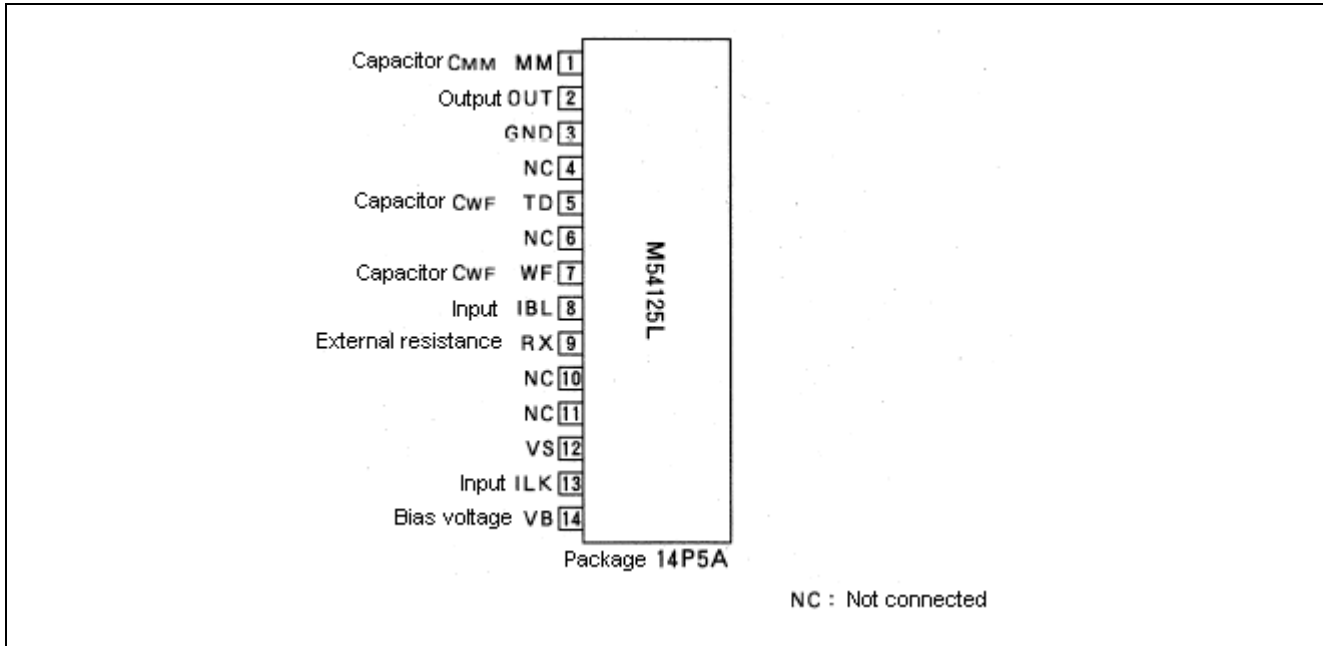 Capacitor CMM MM 1
Output OUT 2
GND 3
NC 4
Capacitor CWF TD 5
NC 6
Capacitor CWF WF 7
Input IBL 8
External resistance RX 9
NC 10
NC 11
VS 12
Input ILK 13
Bias voltage VB 14
M54125L
Package 14P5A
NC : Not connected